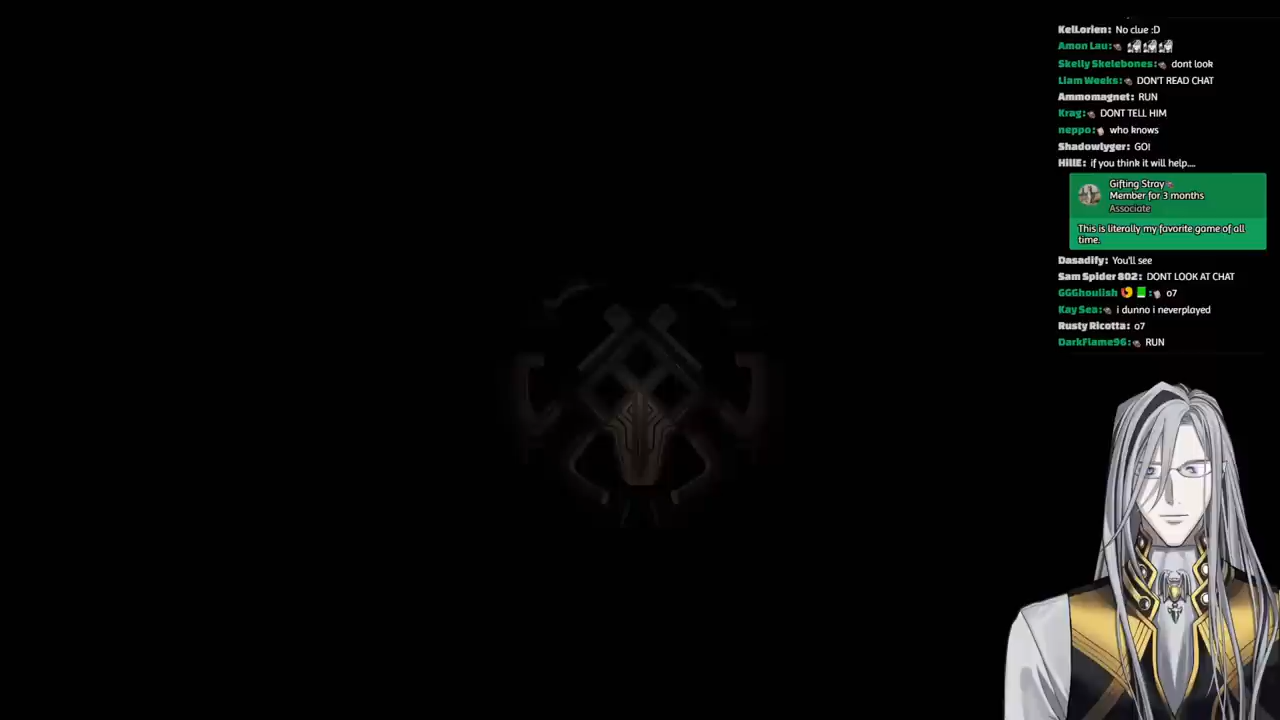 KelLorien: No clue :D
Amon Lau:
Skelly Skelebones: dont look
Liam Weeks: DON'T READ CHAT
Ammomagnet: RUN
Krag: DONT TELL HIM
neppo: who knows
Shadowlyger: GO!
HillE: if you think it will help....
Gifting Stray
Member for 3 months
Associate
This is literally my favorite game of all
time.
Dasadify: You'll see
Sam Spider 802: DONT LOOK AT CHAT
GGGhoulish : o7
Kay Sea: i dunno i neverplayed
Rusty Ricotta: o7
DarkFlame96: RUN